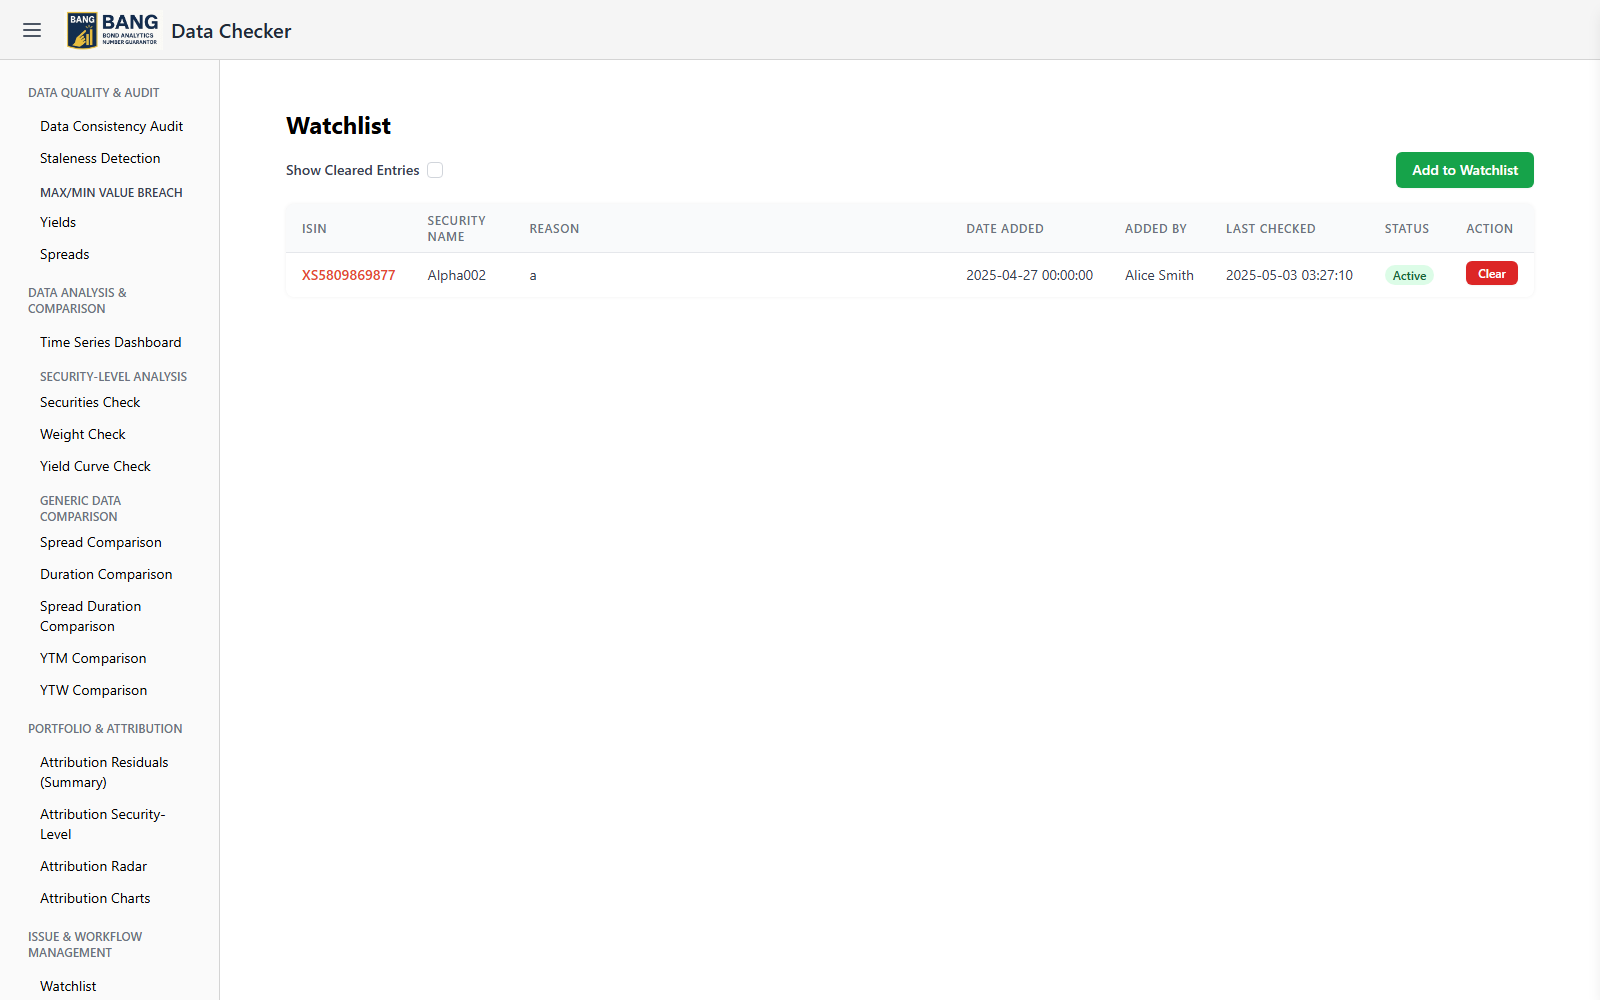 BANG
BANG
BOND ANALYTICS
NUMBER GUARANTOR
Data Checker
DATA QUALITY & AUDIT
Data Consistency Audit
Staleness Detection
MAX/MIN VALUE BREACH
Yields
Spreads
DATA ANALYSIS &
COMPARISON
Time Series Dashboard
SECURITY-LEVEL ANALYSIS
Securities Check
Weight Check
Yield Curve Check
GENERIC DATA
COMPARISON
Spread Comparison
Duration Comparison
Spread Duration
Comparison
YTM Comparison
YTW Comparison
PORTFOLIO & ATTRIBUTION
Attribution Residuals
(Summary)
Attribution Security-
Level
Attribution Radar
Attribution Charts
ISSUE & WORKFLOW
MANAGEMENT
Watchlist
Watchlist
Show Cleared Entries
Add to Watchlist
ISIN SECURITY NAME REASON DATE ADDED ADDED BY LAST CHECKED STATUS ACTION
XS5809869877 Alpha002 a 2025-04-27 00:00:00 Alice Smith 2025-05-03 03:27:10 Active Clear